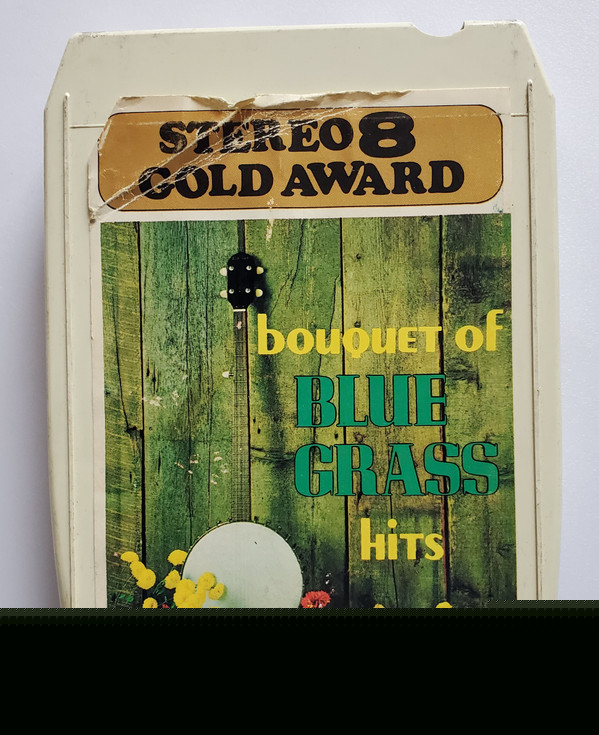 STEREO 8
GOLD AWARD
bouquet of
BLUE
GRASS
hits